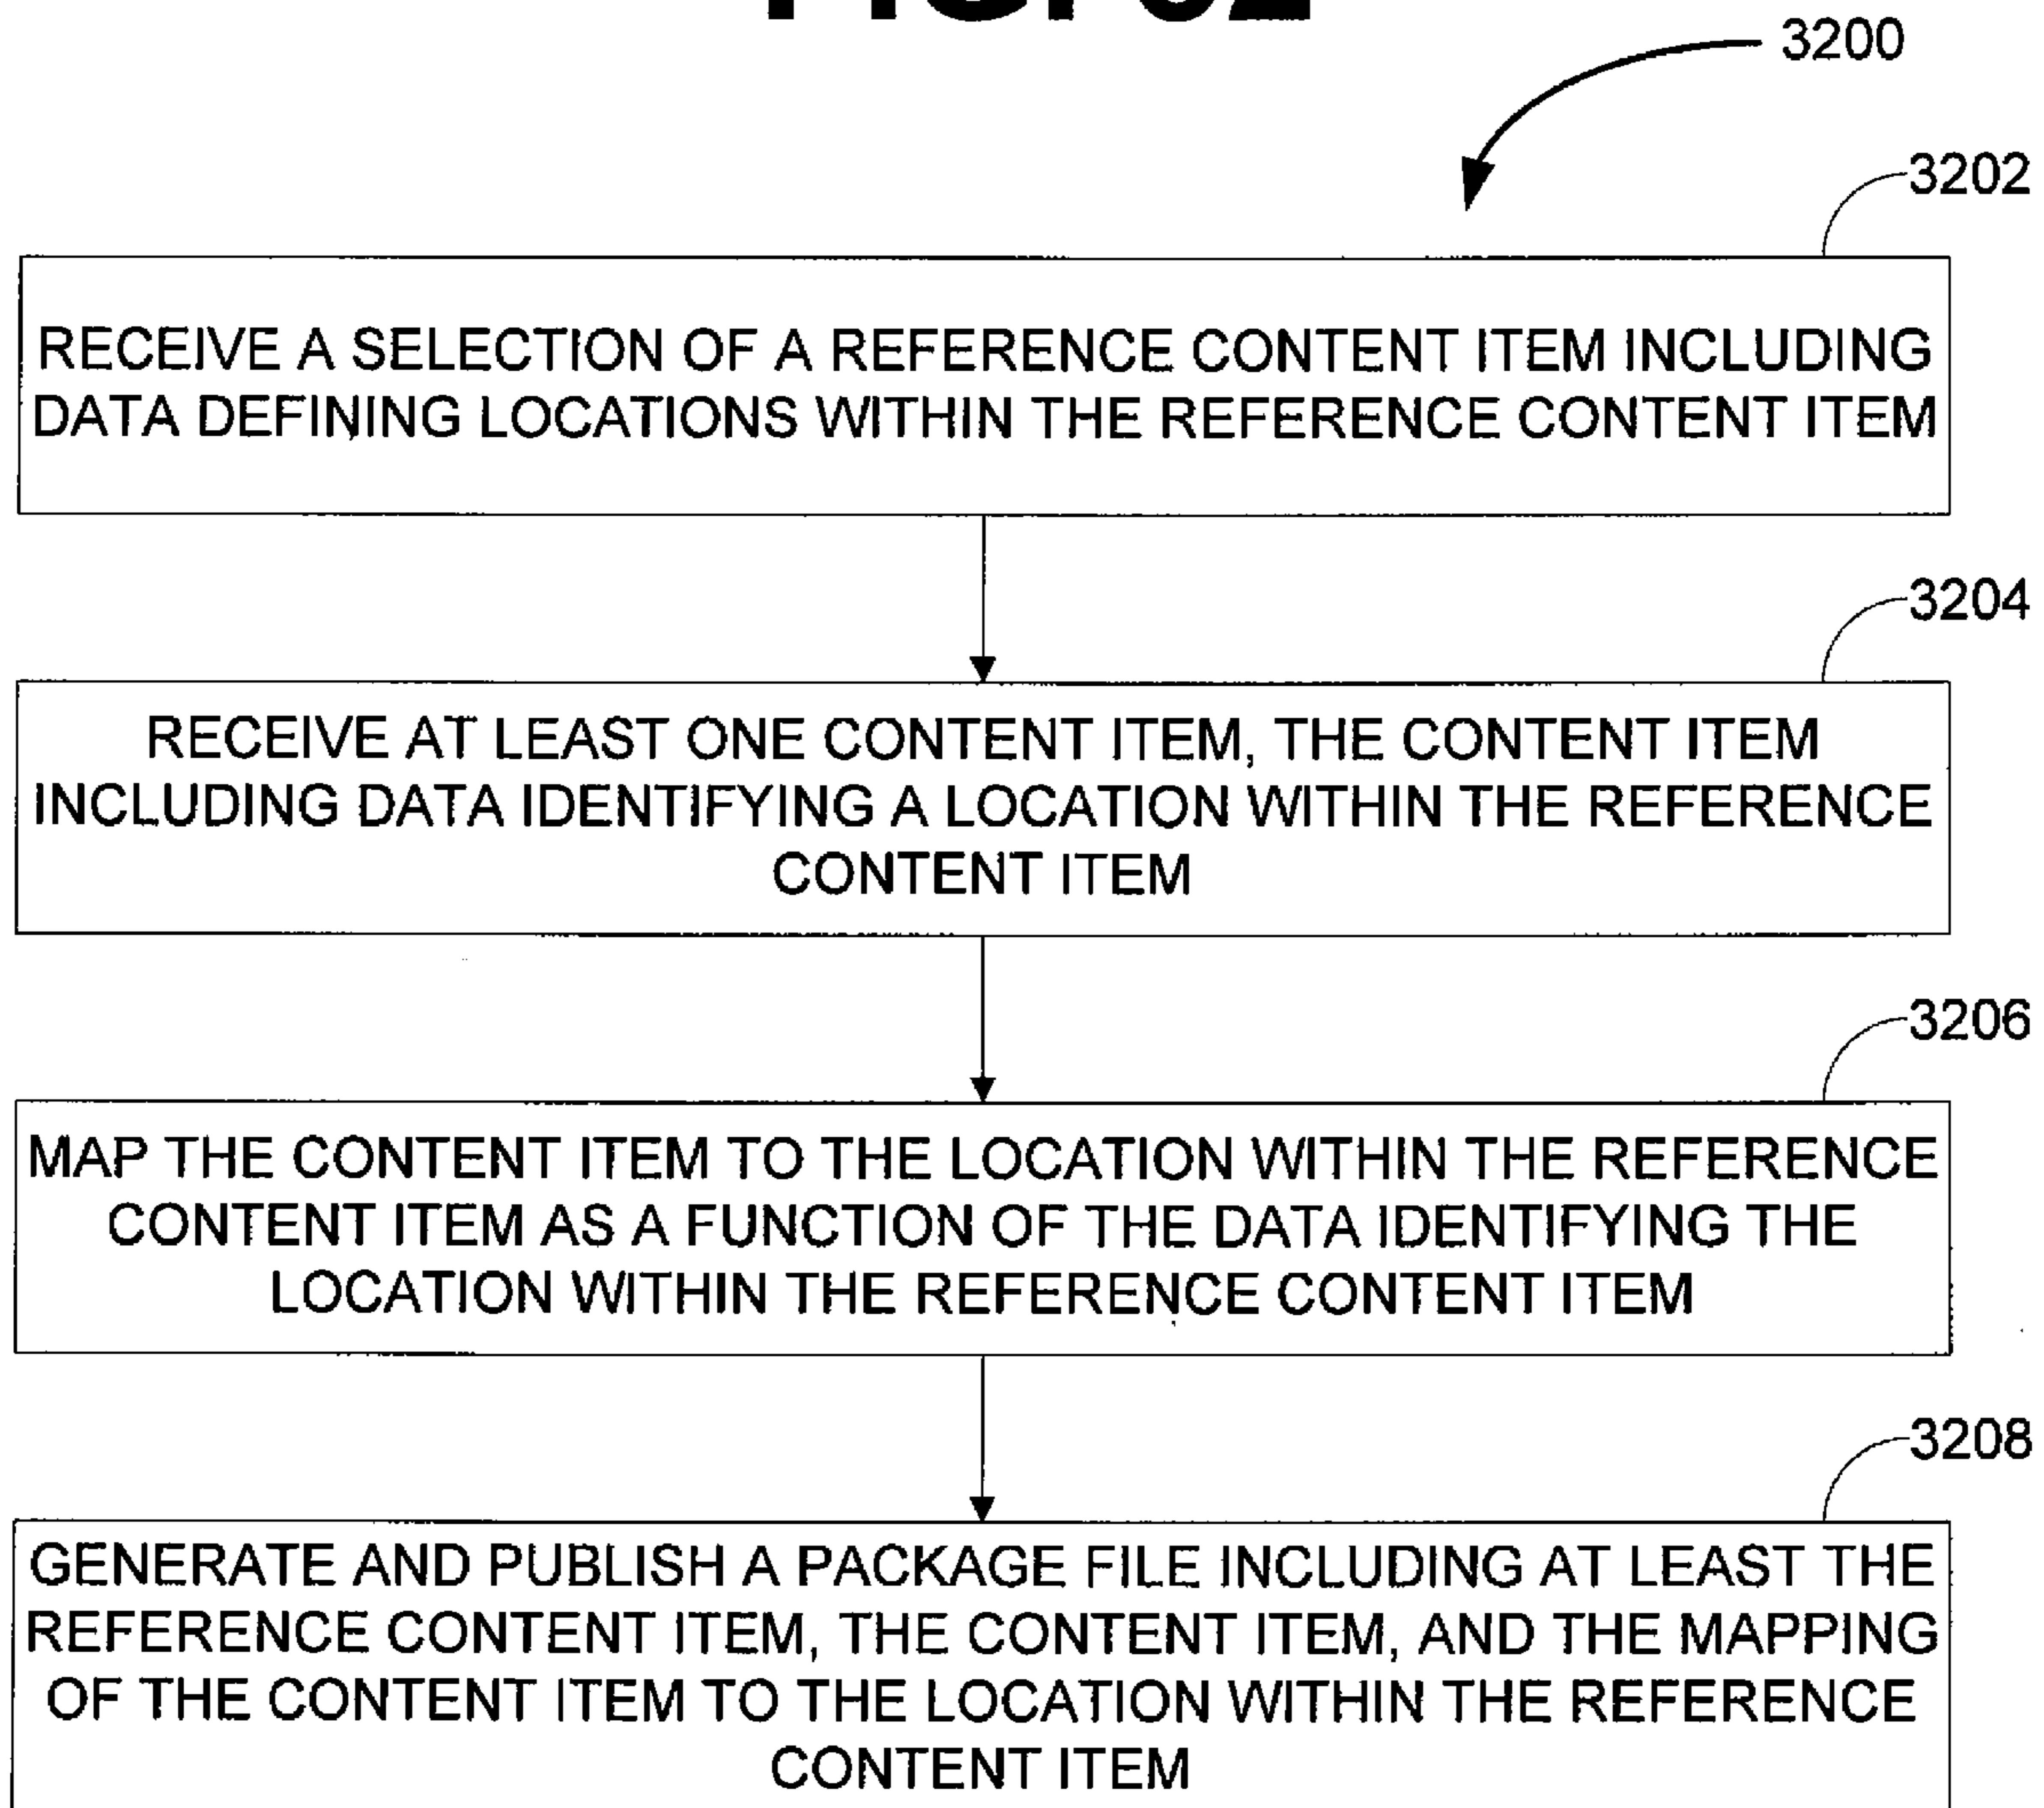 3200
3202
RECEIVE A SELECTION OF A REFERENCE CONTENT ITEM INCLUDING
DATA DEFINING LOCATIONS WITHIN THE REFERENCE CONTENT ITEM
3204
RECEIVE AT LEAST ONE CONTENT ITEM, THE CONTENT ITEM
INCLUDING DATA IDENTIFYING A LOCATION WITHIN THE REFERENCE
CONTENT ITEM
3206
MAP THE CONTENT ITEM TO THE LOCATION WITHIN THE REFERENCE
CONTENT ITEM AS A FUNCTION OF THE DATA IDENTIFYING THE
LOCATION WITHIN THE REFERENCE CONTENT ITEM
3208
GENERATE AND PUBLISH A PACKAGE FILE INCLUDING AT LEAST THE
REFERENCE CONTENT ITEM, THE CONTENT ITEM, AND THE MAPPING
OF THE CONTENT ITEM TO THE LOCATION WITHIN THE REFERENCE
CONTENT ITEM